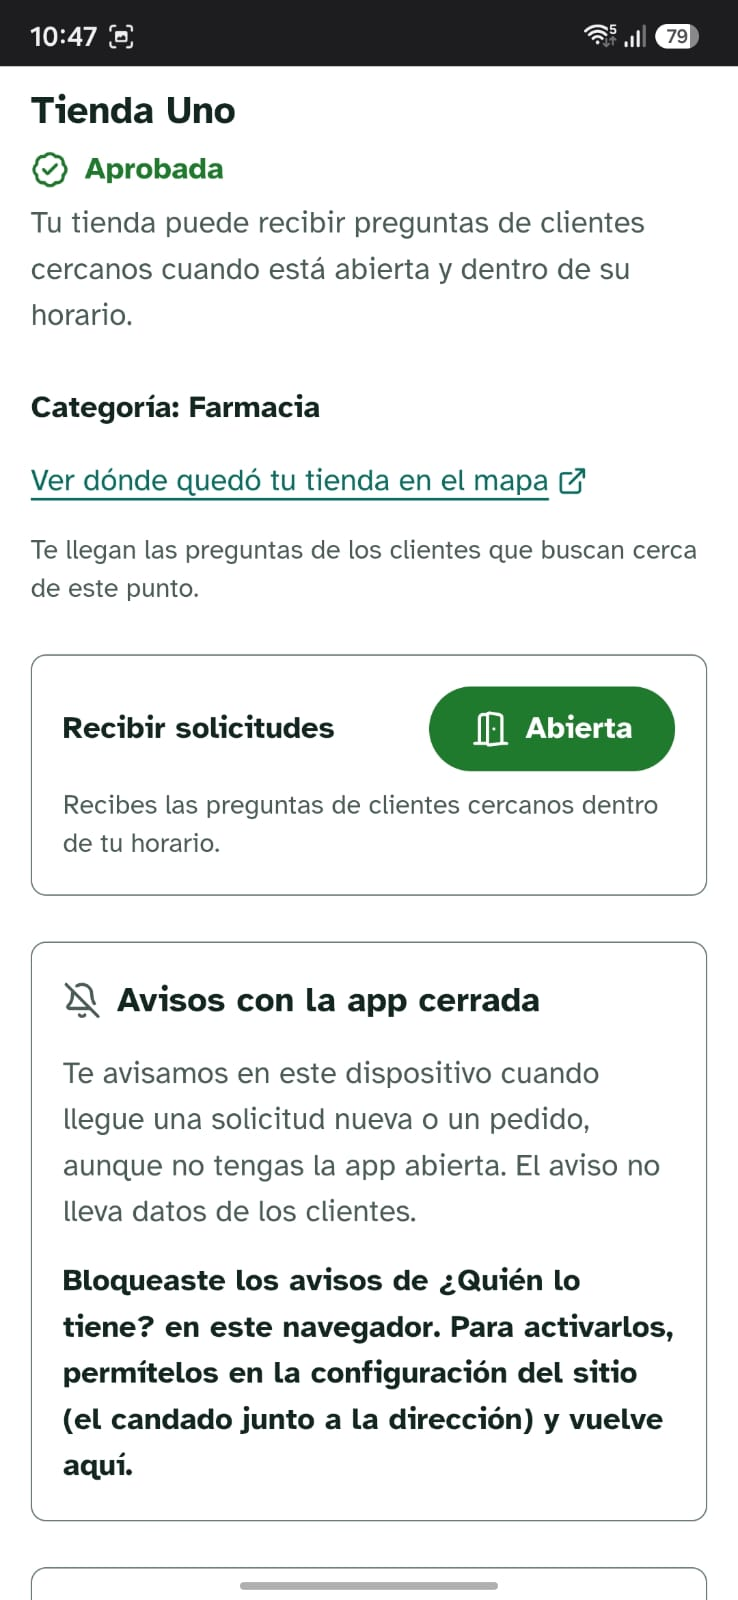 10:47
5
79
Tienda Uno
Aprobada
Tu tienda puede recibir preguntas de clientes
cercanos cuando está abierta y dentro de su
horario.
Categoría: Farmacia
Ver dónde quedó tu tienda en el mapa
Te llegan las preguntas de los clientes que buscan cerca
de este punto.
Recibir solicitudes
Abierta
Recibes las preguntas de clientes cercanos dentro
de tu horario.
Avisos con la app cerrada
Te avisamos en este dispositivo cuando
llegue una solicitud nueva o un pedido,
aunque no tengas la app abierta. El aviso no
lleva datos de los clientes.
Bloqueaste los avisos de ¿Quién lo
tiene? en este navegador. Para activarlos,
permítelos en la configuración del sitio
(el candado junto a la dirección) y vuelve
aquí.